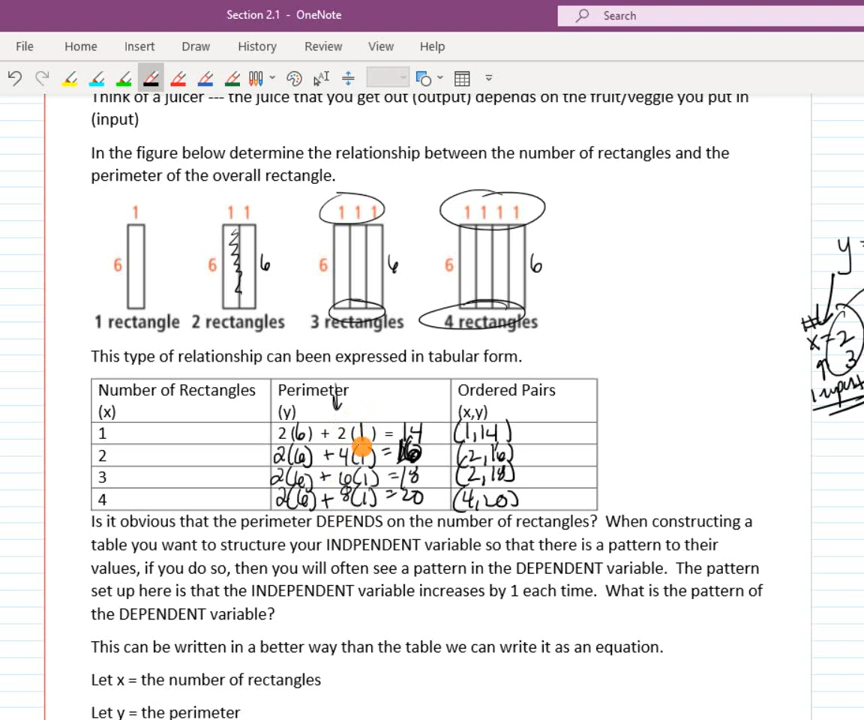 Section 2.1 - OneNote
Search
File Home Insert Draw History Review View Help
Think of a juicer --- the juice that you get out (output) depends on the fruit/veggie you put in
(input)
In the figure below determine the relationship between the number of rectangles and the
perimeter of the overall rectangle.
1 1 1 1 1 1 1 1 1 1
6 6 6 6 6 6 6
1 rectangle 2 rectangles 3 rectangles 4 rectangles
This type of relationship can been expressed in tabular form.
Number of Rectangles Perimeter Ordered Pairs
(x) (y) (x,y)
1 2(6) + 2(1) = 14 (1,14)
2 2(6) + 4(1) = 16 (2,16)
3 2(6) + 6(1) = 18 (2,18)
4 2(6) + 8(1) = 20 (4,20)
Is it obvious that the perimeter DEPENDS on the number of rectangles? When constructing a
table you want to structure your INDPENDENT variable so that there is a pattern to their
values, if you do so, then you will often see a pattern in the DEPENDENT variable. The pattern
set up here is that the INDEPENDENT variable increases by 1 each time. What is the pattern of
the DEPENDENT variable?
This can be written in a better way than the table we can write it as an equation.
Let x = the number of rectangles
Let y = the perimeter
y =
#
x = 2
3
input